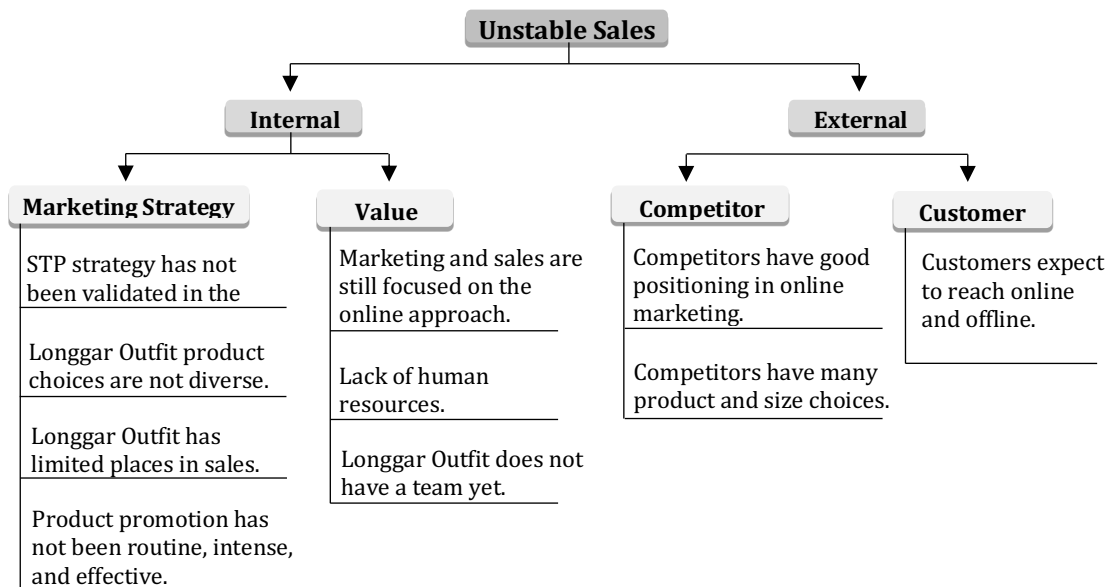 Unstable Sales
Internal
External
Marketing Strategy
Value
Competitor
Customer
STP strategy has not
been validated in the
Longgar Outfit product
choices are not diverse.
Longgar Outfit has
limited places in sales.
Product promotion has
not been routine, intense,
and effective.
Marketing and sales are
still focused on the
online approach.
Lack of human
resources.
Longgar Outfit does not
have a team yet.
Competitors have good
positioning in online
marketing.
Competitors have many
product and size choices.
Customers expect
to reach online
and offline.